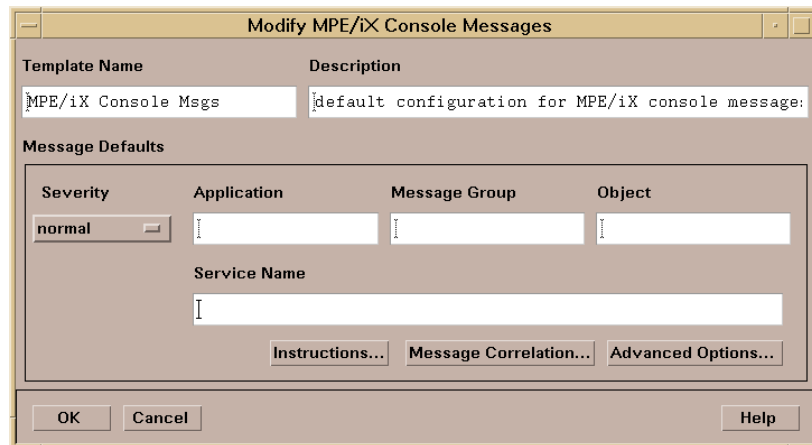 Modify MPE/iX Console Messages
Template Name Description
MPE/iX Console Msgs default configuration for MPE/iX console messages
Message Defaults
Severity Application Message Group Object
normal
Service Name
Instructions... Message Correlation... Advanced Options...
OK Cancel Help